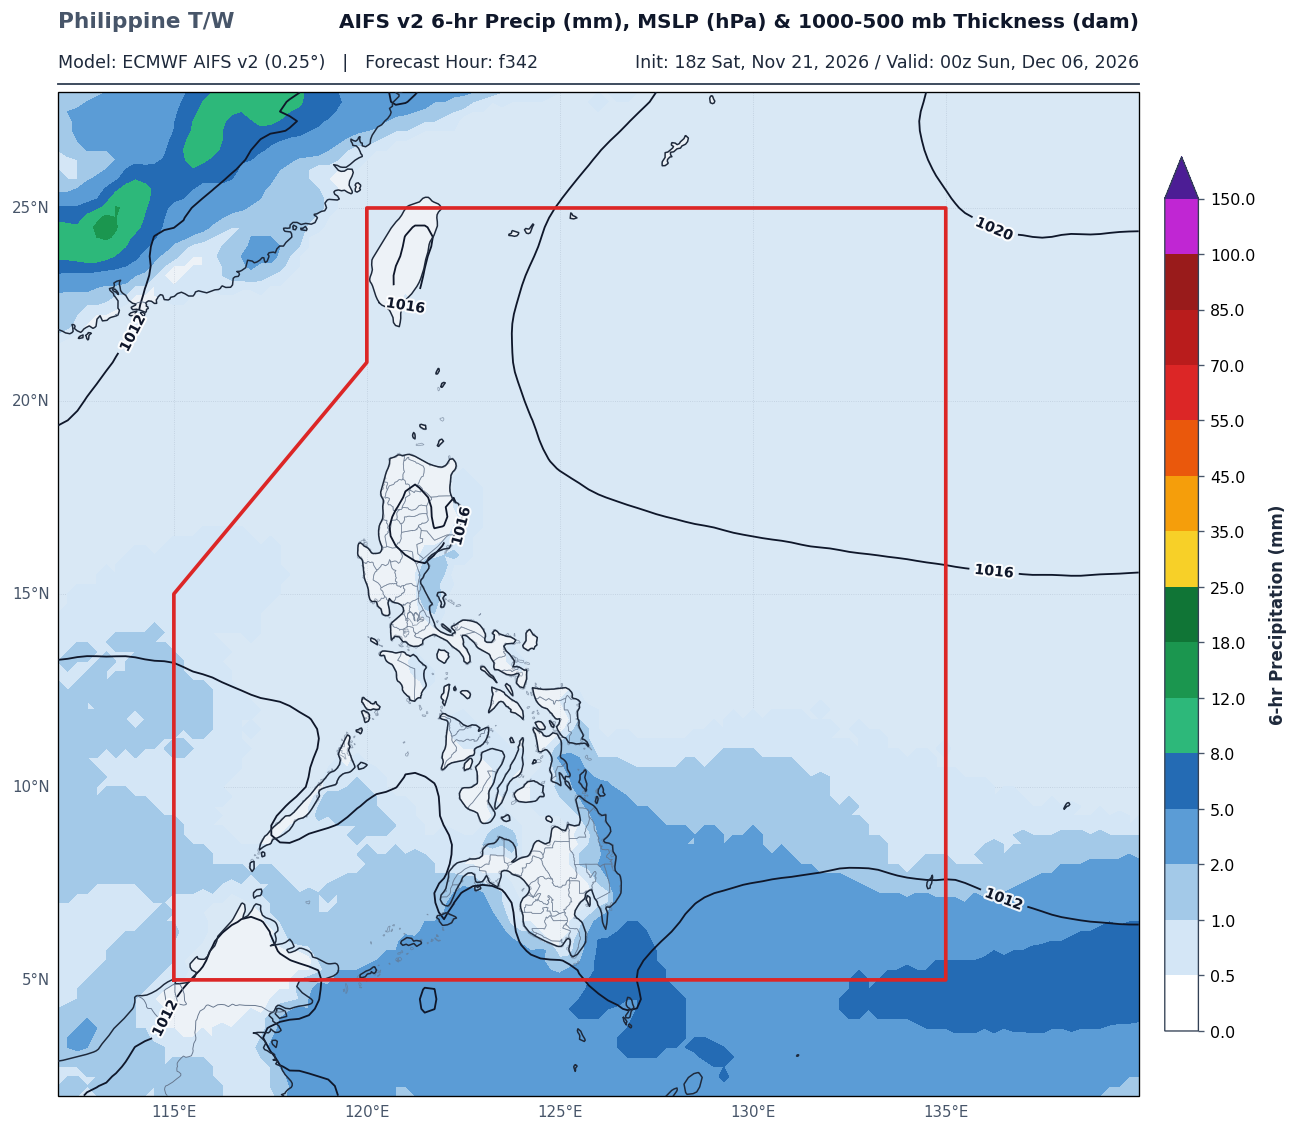 Philippine T/W
AIFS v2 6-hr Precip (mm), MSLP (hPa) & 1000-500 mb Thickness (dam)
Model: ECMWF AIFS v2 (0.25°) | Forecast Hour: f342
Init: 18z Sat, Nov 21, 2026 / Valid: 00z Sun, Dec 06, 2026
25°N
20°N
15°N
10°N
5°N
115°E
120°E
125°E
130°E
135°E
1020
1016
1012
1016
1016
1012
1012
150.0
100.0
85.0
70.0
55.0
45.0
35.0
25.0
18.0
12.0
8.0
5.0
2.0
1.0
0.5
0.0
6-hr Precipitation (mm)